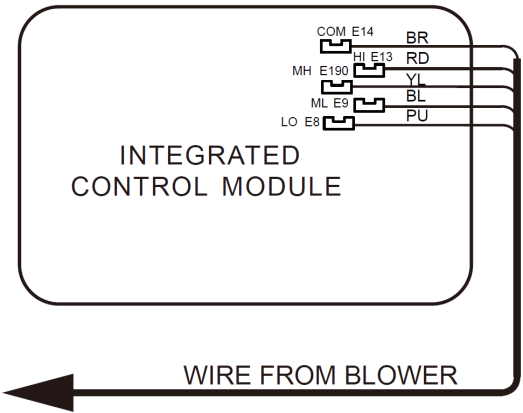 COM E14
BR
HI E13
RD
MH E190
YL
ML E9
BL
LO E8
PU
INTEGRATED
CONTROL MODULE
WIRE FROM BLOWER